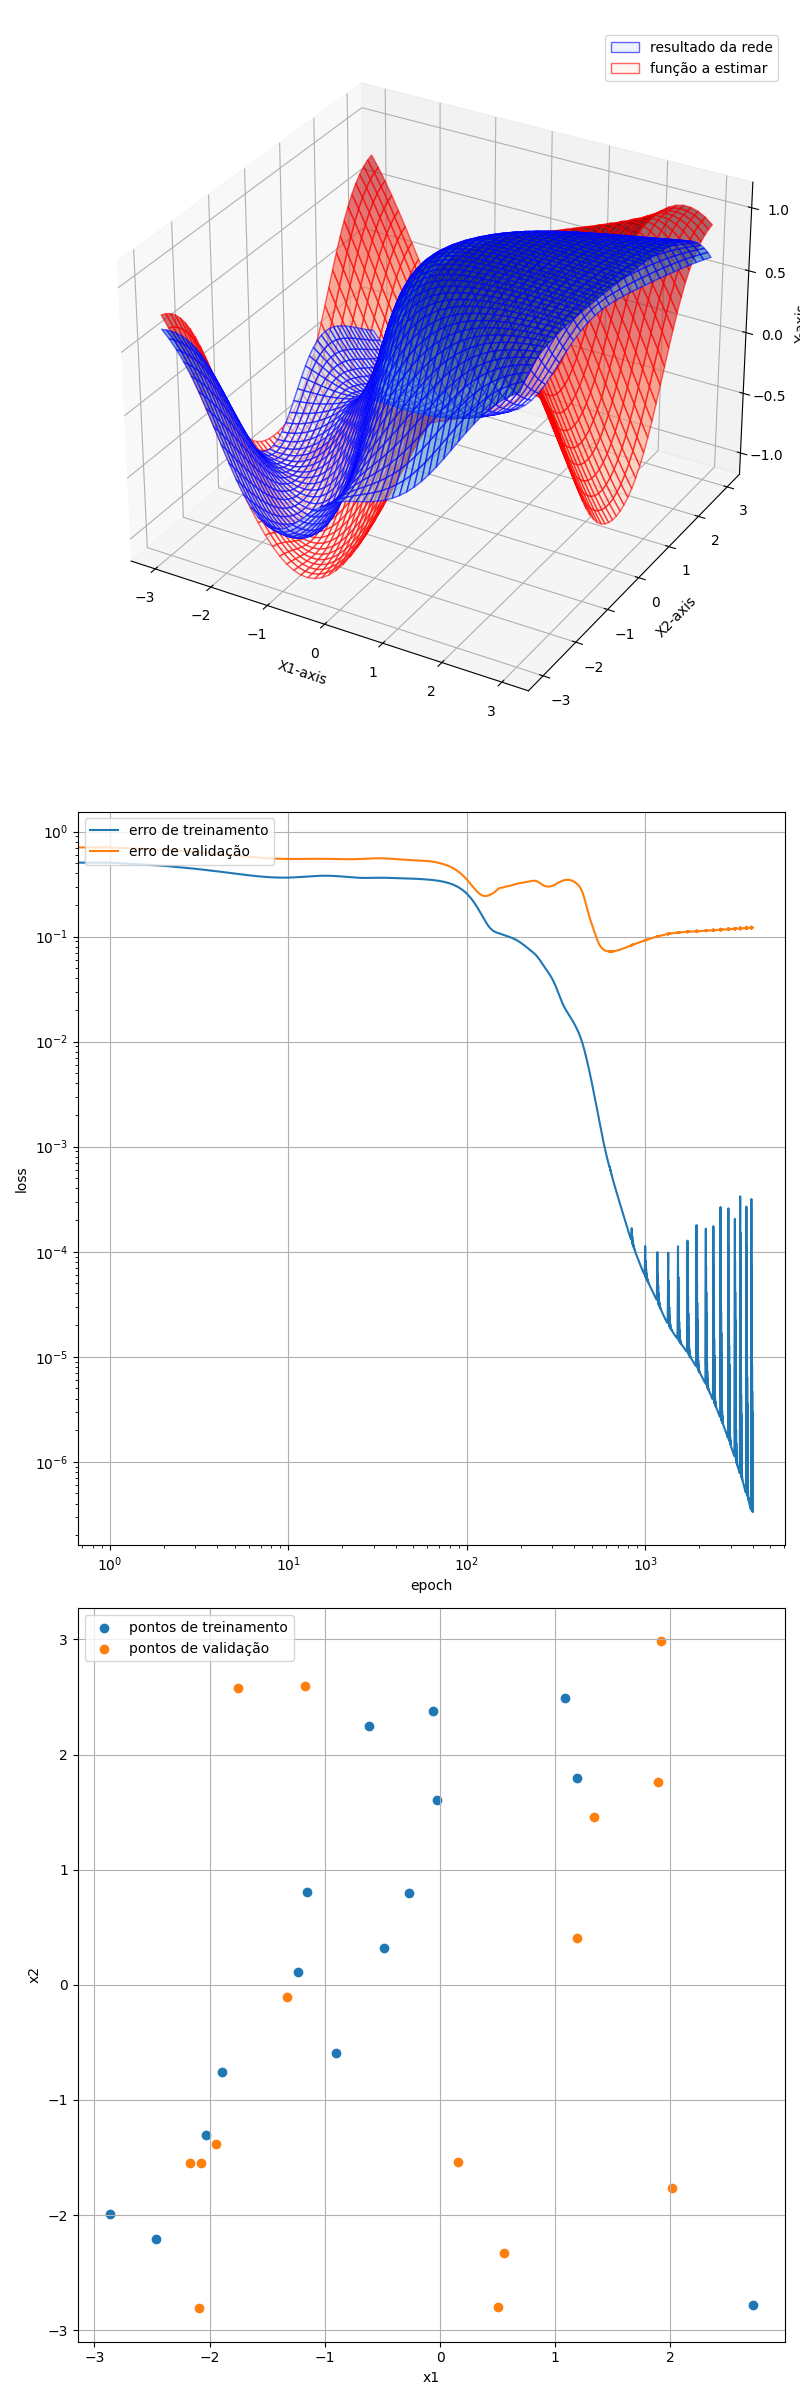 resultado da rede
função a estimar
1.0
0.5
0.0
−0.5
−1.0
3
2
1
0
−1
−2
−3
X2-axis
−3
−2
−1
0
1
2
3
X1-axis
erro de treinamento
erro de validação
10^0
10^−1
10^−2
10^−3
10^−4
10^−5
10^−6
loss
10^0 10^1 10^2 10^3
epoch
pontos de treinamento
pontos de validação
3
2
1
0
−1
−2
−3
x2
−3 −2 −1 0 1 2
x1